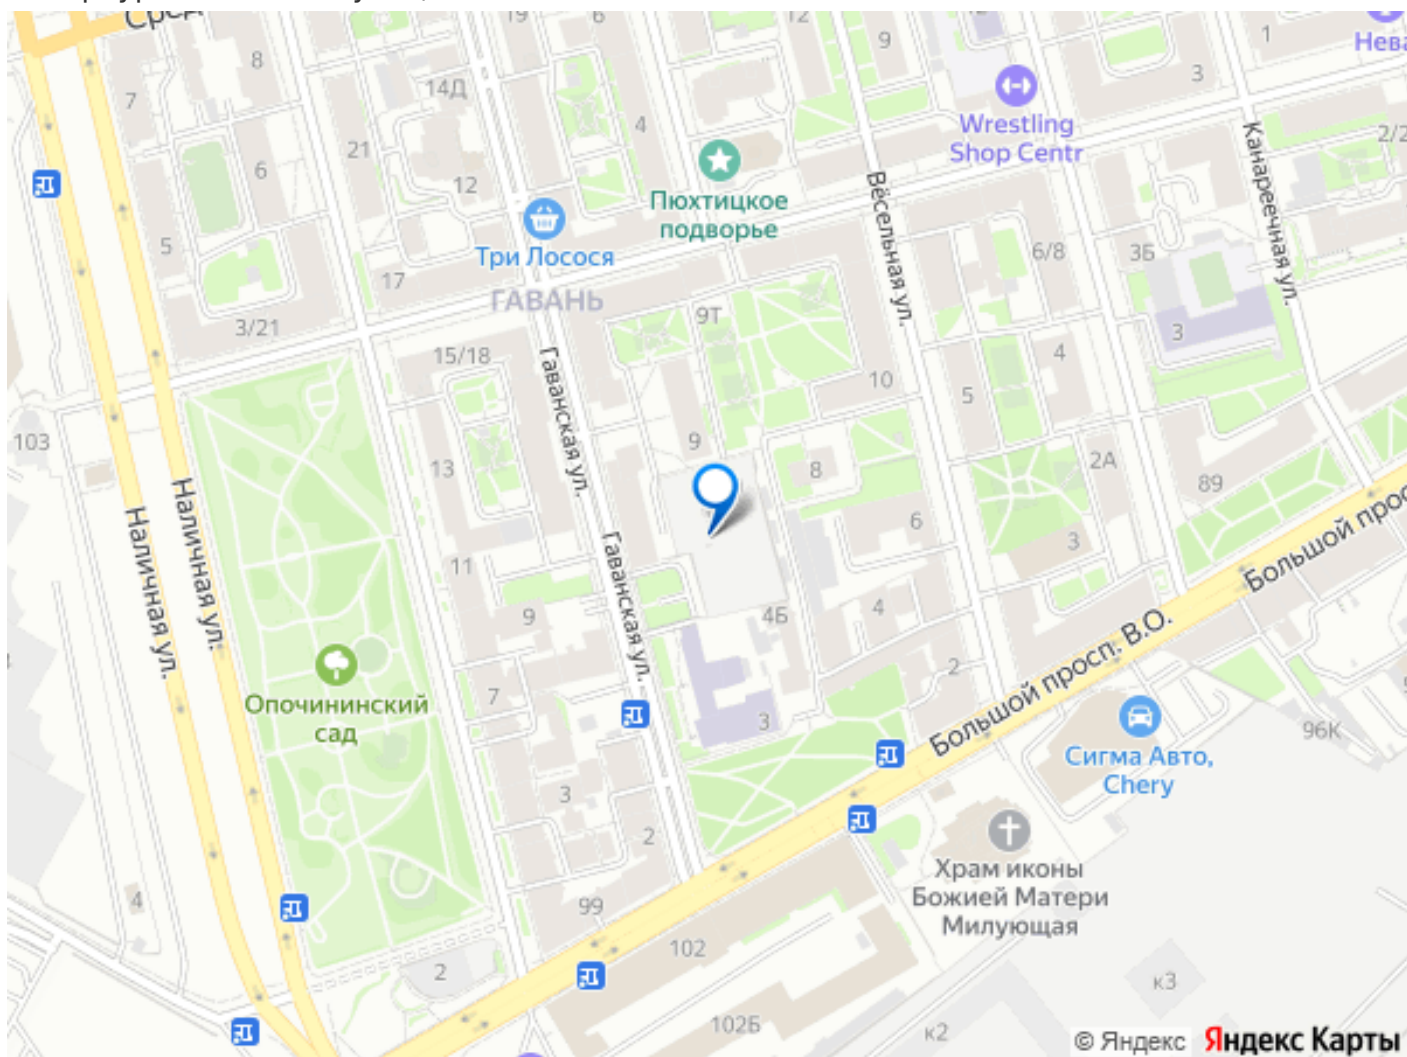 19
6
12
9
1
8
7
14Д
4
3
21
Wrestling
Shop Centr
2/2
6
12
Канареечная ул.
Пюхтицкое
подворье
Вёсельная ул.
5
Три Лосося
17
ГАВАНЬ
6/8
3Б
3/21
9Т
3
15/18
4
Гаванская ул.
10
5
103
13
9
8
2А
89
Наличная ул.
Наличная ул.
6
3
Большой
11
Гаванская ул.
9
4Б
4
Большой просп. В.О.
Опочининский
сад
7
2
3
96К
Сигма Авто,
Chery
3
2
Храм иконы
Божией Матери
Милующая
4
99
102
2
к3
102Б
к2
© Яндекс Яндекс Карты